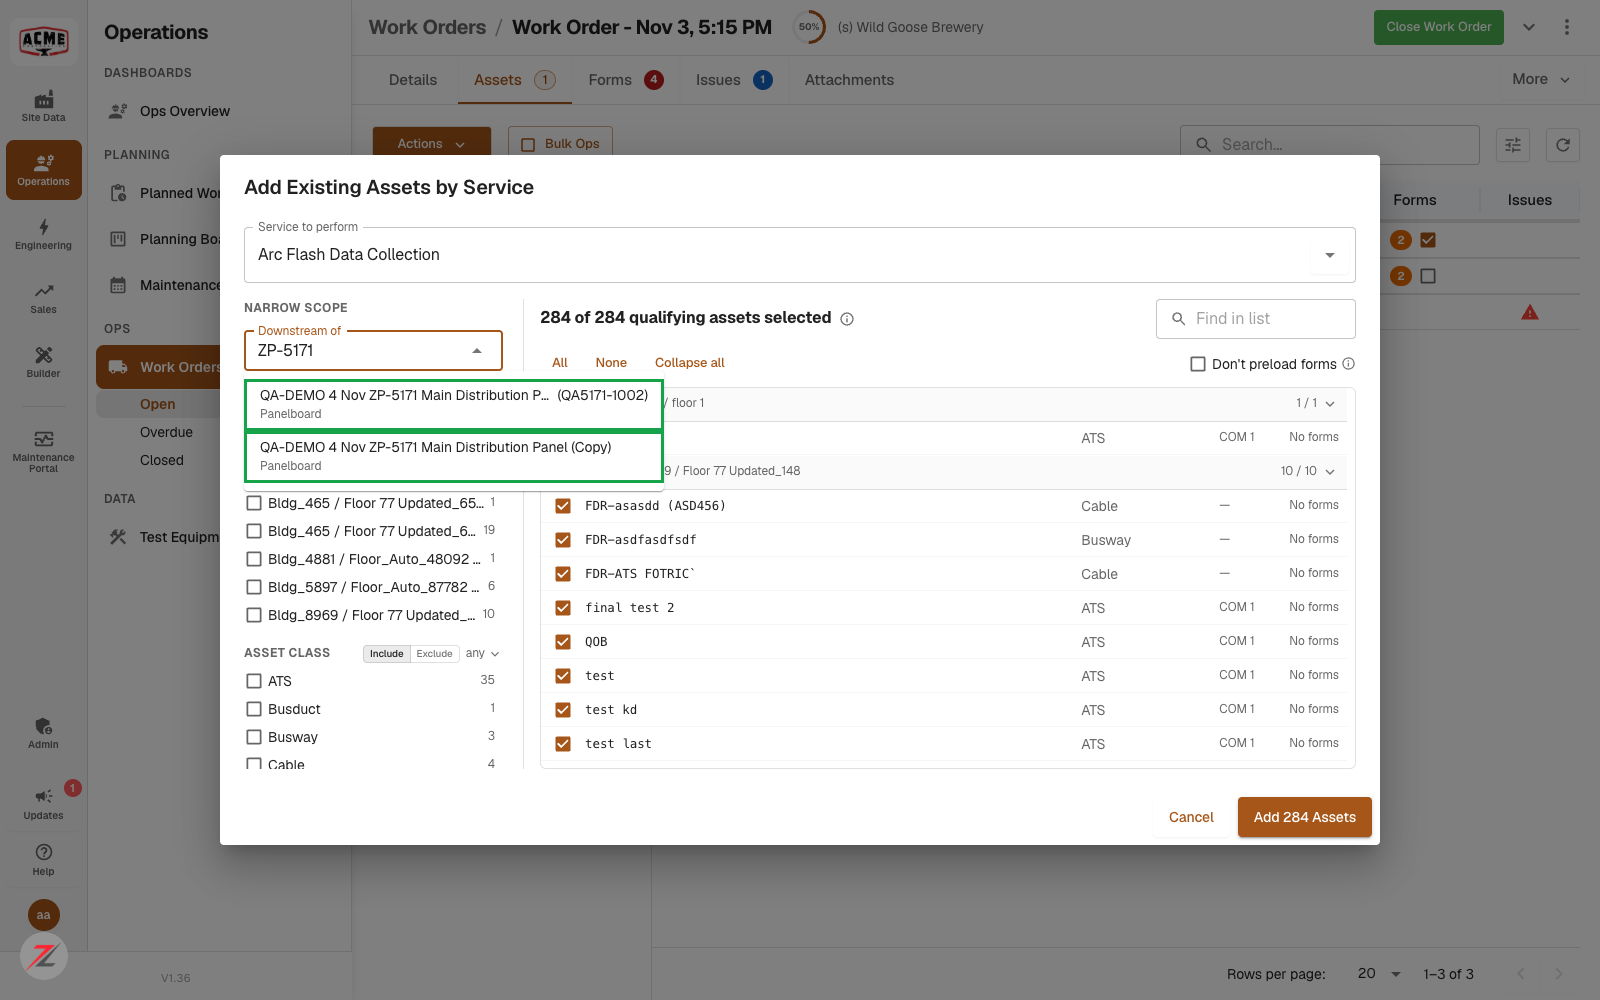 ACME
Site Data
Operations
Engineering
Sales
Builder
Maintenance
Portal
Admin
1
Updates
Help
aa
Operations
DASHBOARDS
Ops Overview
PLANNING
Planned Wor
Planning Boa
Maintenance
OPS
Work Orders
Open
Overdue
Closed
DATA
Test Equipm
V1.36
Work Orders / Work Order - Nov 3, 5:15 PM 50% (s) Wild Goose Brewery
Close Work Order
Details Assets 1 Forms 4 Issues 1 Attachments More
Actions Bulk Ops Search...
Forms Issues
2
2
Add Existing Assets by Service
Service to perform
Arc Flash Data Collection
NARROW SCOPE
Downstream of
ZP-5171
QA-DEMO 4 Nov ZP-5171 Main Distribution P... (QA5171-1002)
Panelboard
QA-DEMO 4 Nov ZP-5171 Main Distribution Panel (Copy)
Panelboard
Bldg_465 / Floor 77 Updated_65... 1
Bldg_465 / Floor 77 Updated_6... 19
Bldg_4881 / Floor_Auto_48092 ... 1
Bldg_5897 / Floor_Auto_87782 ... 6
Bldg_8969 / Floor 77 Updated_... 10
ASSET CLASS Include Exclude any
ATS 35
Busduct 1
Busway 3
Cable 4
284 of 284 qualifying assets selected
Find in list
All None Collapse all Don't preload forms
/ floor 1 1 / 1
ATS COM 1 No forms
9 / Floor 77 Updated_148 10 / 10
FDR-asasdd (ASD456) Cable — No forms
FDR-asdfasdfsdf Busway — No forms
FDR-ATS FOTRIC` Cable — No forms
final test 2 ATS COM 1 No forms
QOB ATS COM 1 No forms
test ATS COM 1 No forms
test kd ATS COM 1 No forms
test last ATS COM 1 No forms
Cancel Add 284 Assets
Rows per page: 20 1–3 of 3